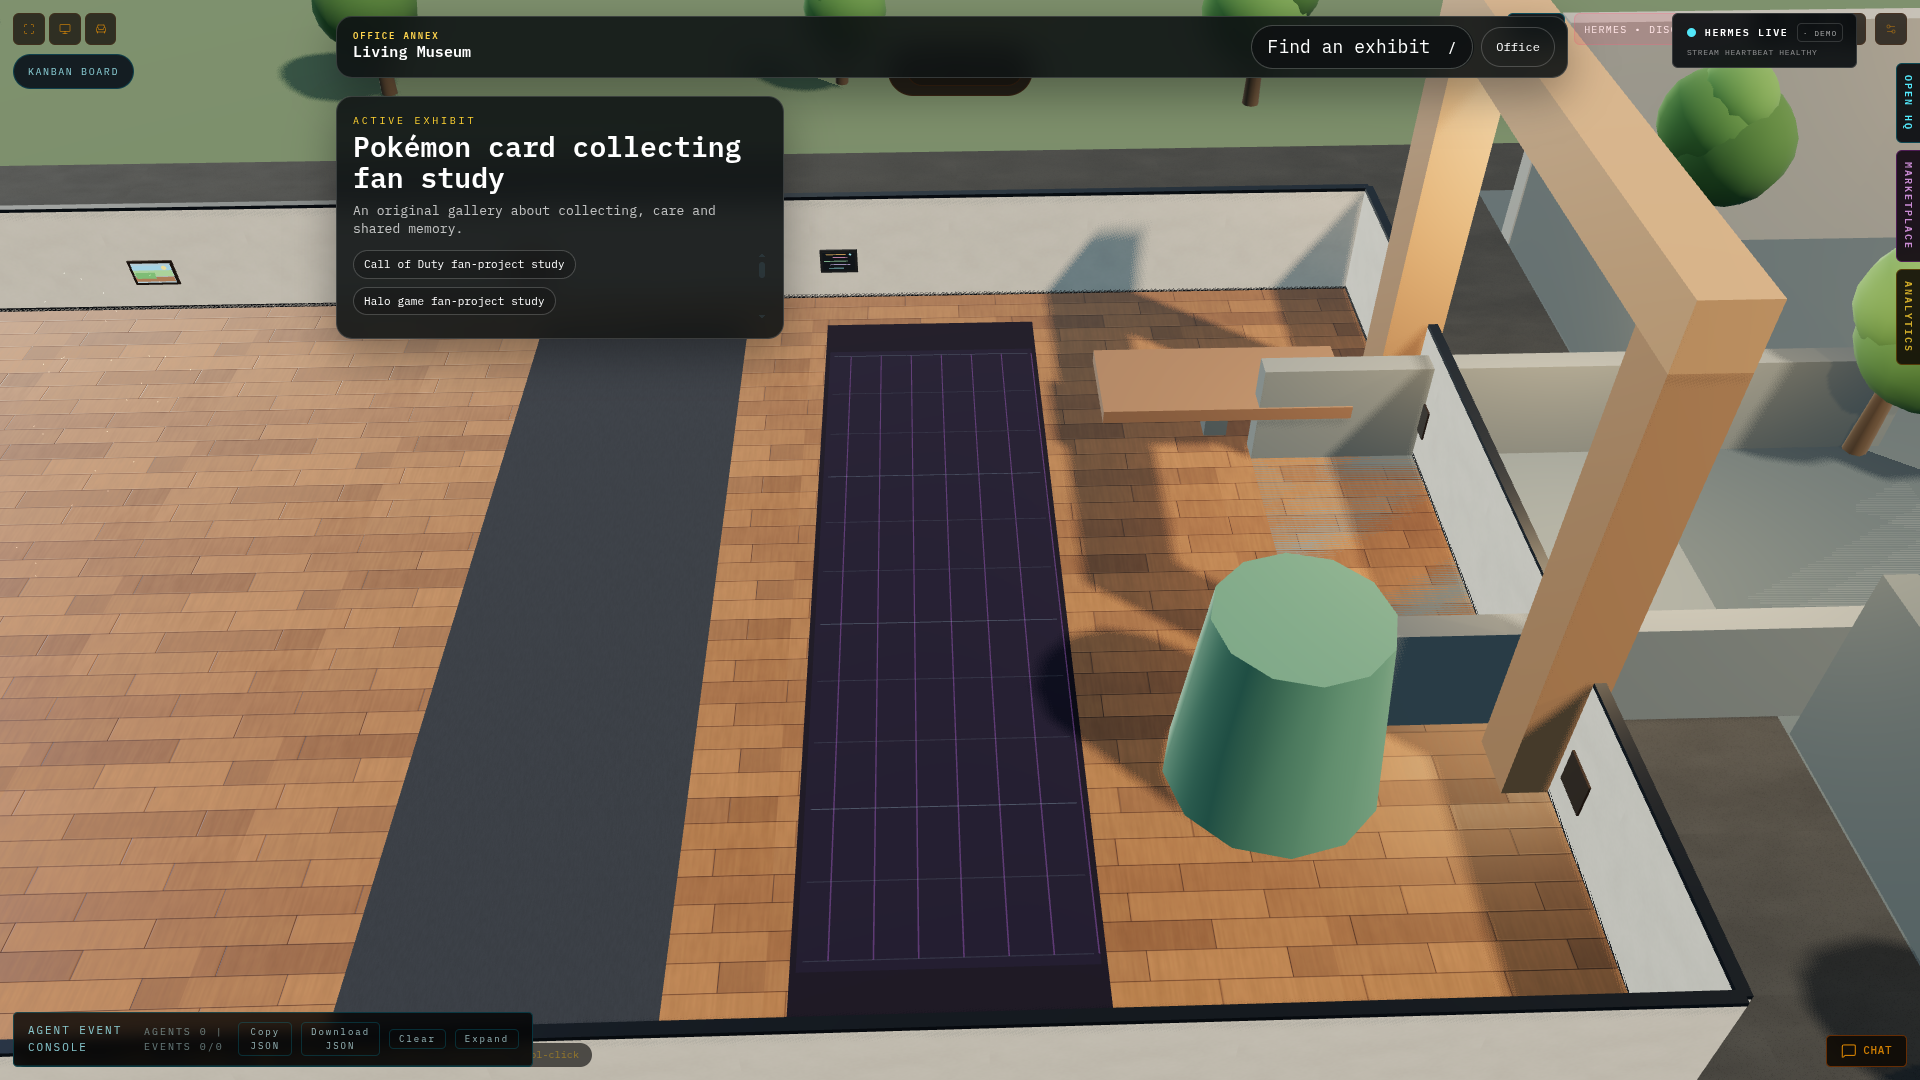 OFFICE ANNEX
Living Museum
Find an exhibit /
Office
HERMES • DISC
HERMES LIVE
- DEMO
STREAM HEARTBEAT HEALTHY
KANBAN BOARD
OPEN HQ
MARKETPLACE
ANALYTICS
ACTIVE EXHIBIT
Pokémon card collecting
fan study
An original gallery about collecting, care and
shared memory.
Call of Duty fan-project study
Halo game fan-project study
AGENT EVENT
CONSOLE
AGENTS 0 |
EVENTS 0/0
Copy
JSON
Download
JSON
Clear
Expand
ol-click
CHAT